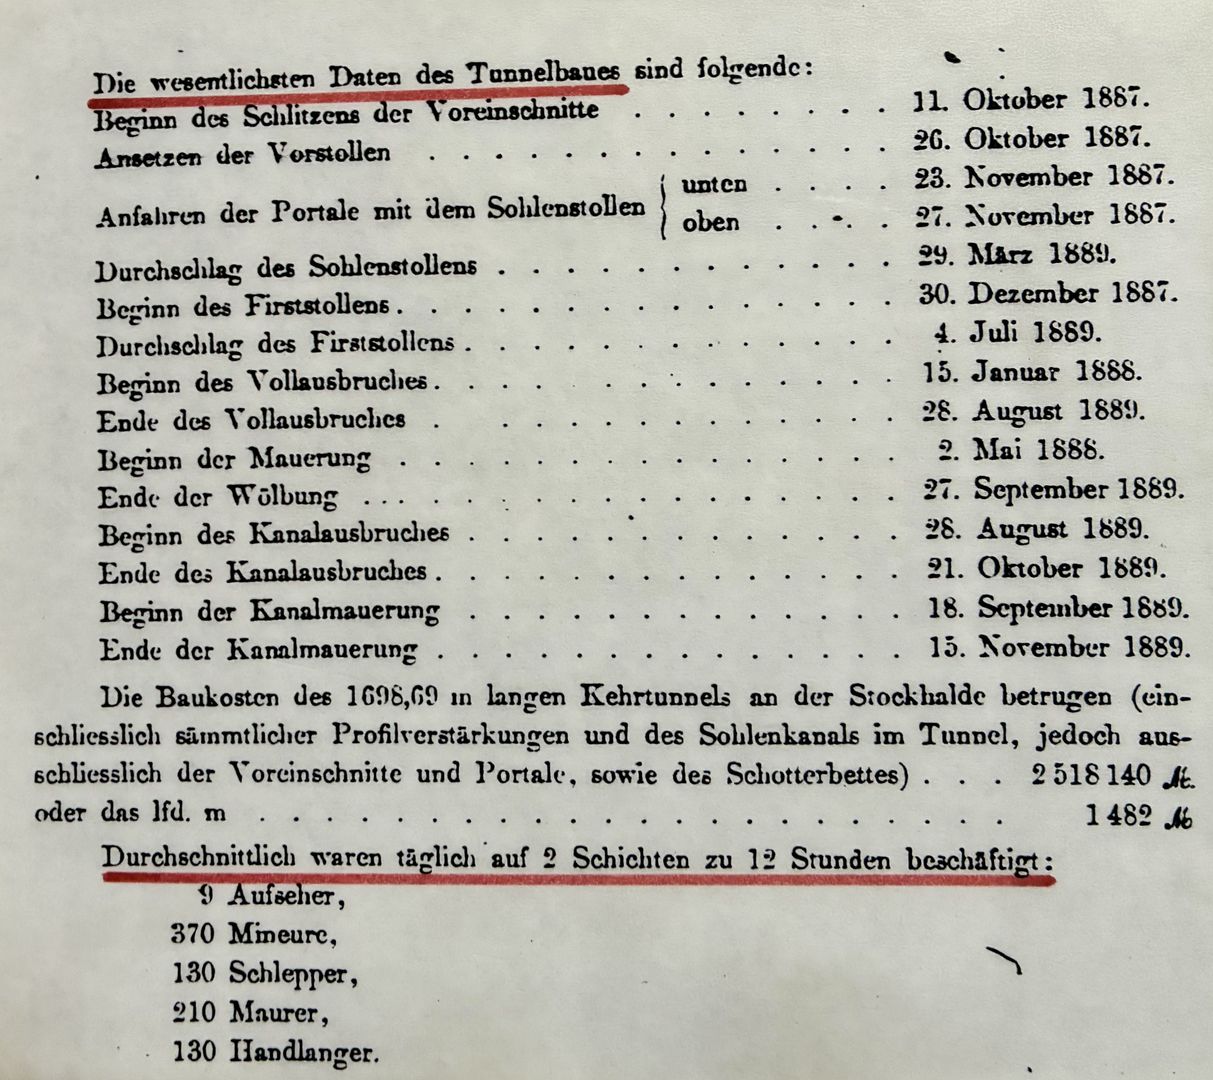 Die wesentlichsten Daten des Tunnelbaues sind folgende:
Beginn des Schlitzens der Voreinschnitte . . . . . . . . 11. Oktober 1887.
Ansetzen der Vorstollen . . . . . . . . . . . . . . 26. Oktober 1887.
Anfahren der Portale mit dem Sohlenstollen { unten . . . . 23. November 1887.
oben . . . . 27. November 1887.
Durchschlag des Sohlenstollens . . . . . . . . . . . . 29. März 1889.
Beginn des Firststollens . . . . . . . . . . . . . . 30. Dezember 1887.
Durchschlag des Firststollens . . . . . . . . . . . . . 4. Juli 1889.
Beginn des Vollausbruches . . . . . . . . . . . . . 15. Januar 1888.
Ende des Vollausbruches . . . . . . . . . . . . . 28. August 1889.
Beginn der Mauerung . . . . . . . . . . . . . . . 2. Mai 1888.
Ende der Wölbung . . . . . . . . . . . . . . . . 27. September 1889.
Beginn des Kanalausbruches . . . . . . . . . . . . . 28. August 1889.
Ende des Kanalausbruches . . . . . . . . . . . . . . 21. Oktober 1889.
Beginn der Kanalmauerung . . . . . . . . . . . . . 18. September 1889.
Ende der Kanalmauerung . . . . . . . . . . . . . . 15. November 1889.
Die Baukosten des 1698,69 m langen Kehrtunnels an der Stockhalde betrugen (ein-
schliesslich sämmtlicher Profilverstärkungen und des Sohlenkanals im Tunnel, jedoch aus-
schliesslich der Voreinschnitte und Portale, sowie des Schotterbettes) . . . 2 518 140 ℳ.
oder das lfd. m . . . . . . . . . . . . . . . . . . . . 1 482 ℳ
Durchschnittlich waren täglich auf 2 Schichten zu 12 Stunden beschäftigt:
9 Aufseher,
370 Mineure,
130 Schlepper,
210 Maurer,
130 Handlanger.